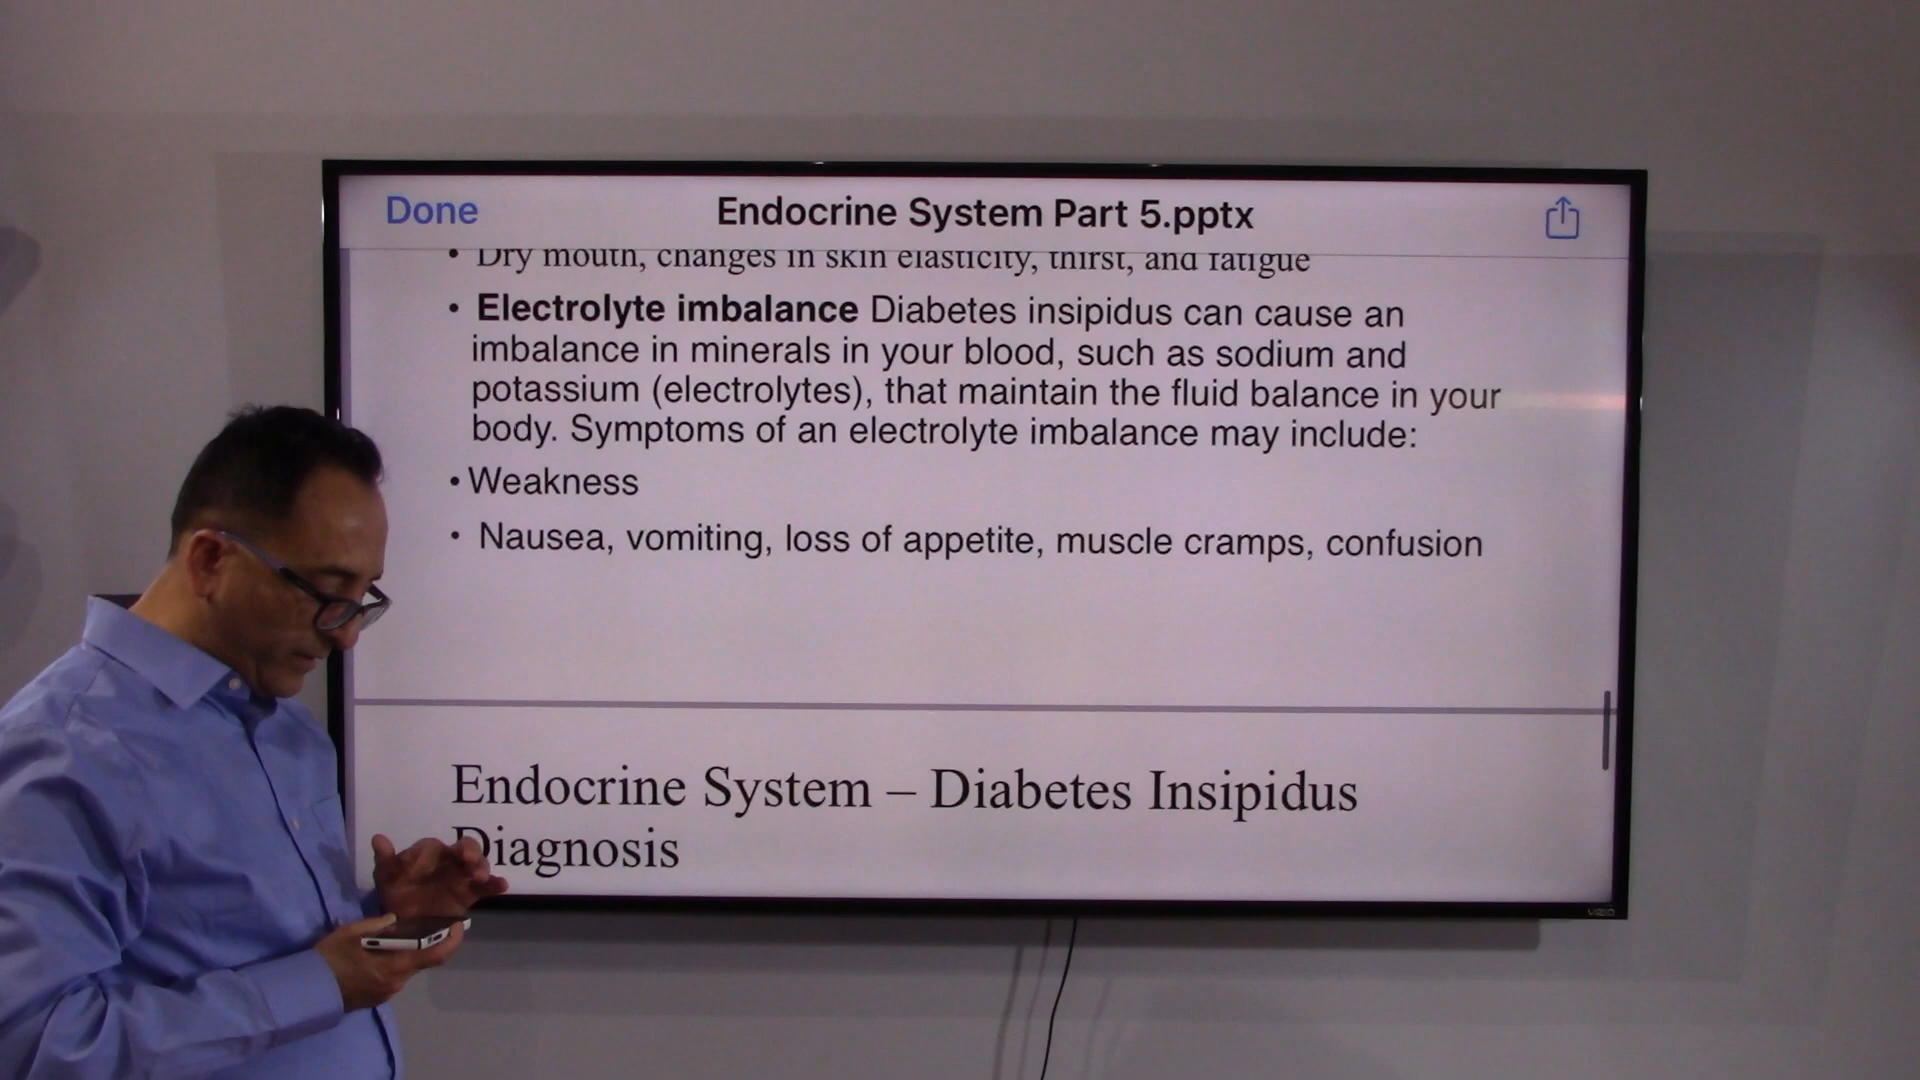 Done Endocrine System Part 5.pptx
• Dry mouth, changes in skin elasticity, thirst, and fatigue
• Electrolyte imbalance Diabetes insipidus can cause an
imbalance in minerals in your blood, such as sodium and
potassium (electrolytes), that maintain the fluid balance in your
body. Symptoms of an electrolyte imbalance may include:
• Weakness
• Nausea, vomiting, loss of appetite, muscle cramps, confusion
Endocrine System – Diabetes Insipidus
Diagnosis
VIZIO